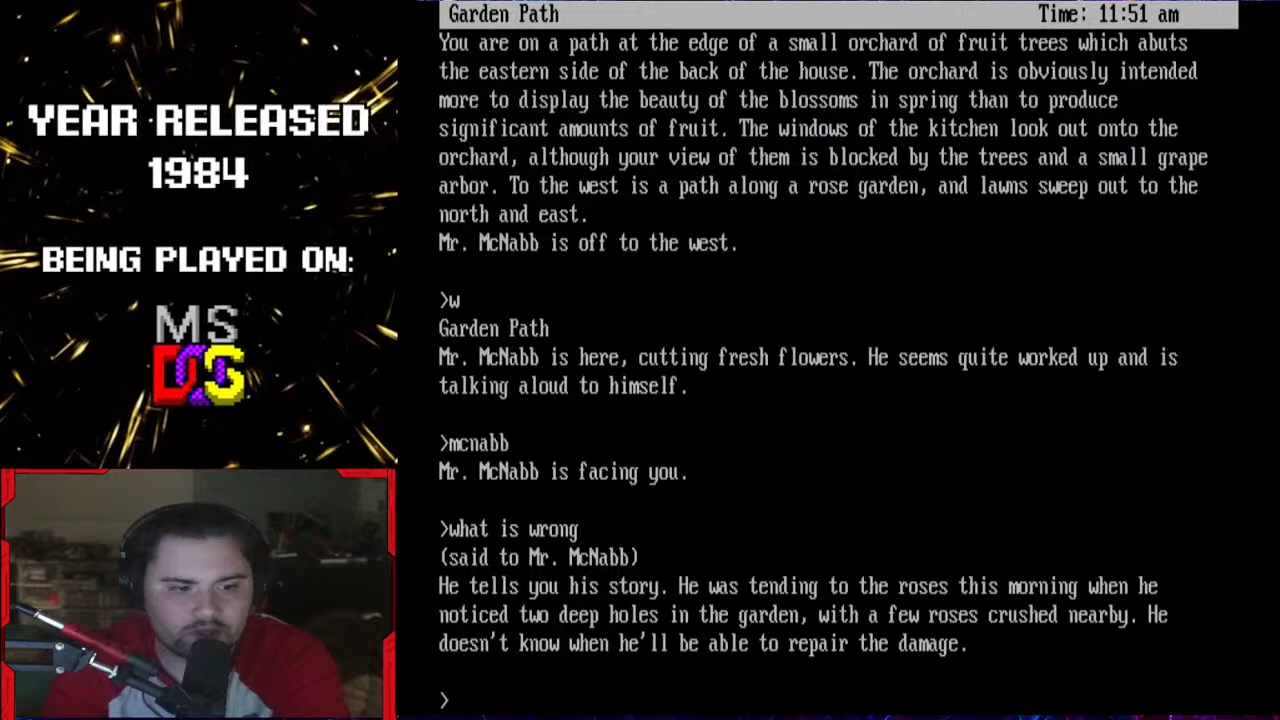 YEAR RELEASED
1984
BEING PLAYED ON:
MS
DOS
Garden Path Time: 11:51 am
You are on a path at the edge of a small orchard of fruit trees which abuts
the eastern side of the back of the house. The orchard is obviously intended
more to display the beauty of the blossoms in spring than to produce
significant amounts of fruit. The windows of the kitchen look out onto the
orchard, although your view of them is blocked by the trees and a small grape
arbor. To the west is a path along a rose garden, and lawns sweep out to the
north and east.
Mr. McNabb is off to the west.
>w
Garden Path
Mr. McNabb is here, cutting fresh flowers. He seems quite worked up and is
talking aloud to himself.
>mcnabb
Mr. McNabb is facing you.
>what is wrong
(said to Mr. McNabb)
He tells you his story. He was tending to the roses this morning when he
noticed two deep holes in the garden, with a few roses crushed nearby. He
doesn't know when he'll be able to repair the damage.
>